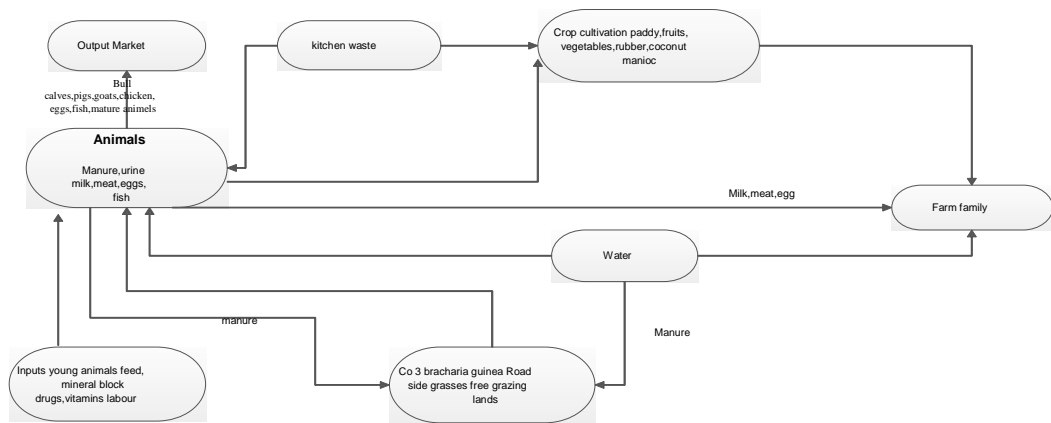 Output Market
kitchen waste
Crop cultivation paddy,fruits,
vegetables,rubber,coconut
manioc
Bull
calves,pigs,goats,chicken,
eggs,fish,mature animels
Animals
Manure,urine
milk,meat,eggs,
fish
Milk,meat,egg
Farm family
Water
manure
Manure
Inputs young animals feed,
mineral block
drugs,vitamins labour
Co 3 bracharia guinea Road
side grasses free grazing
lands